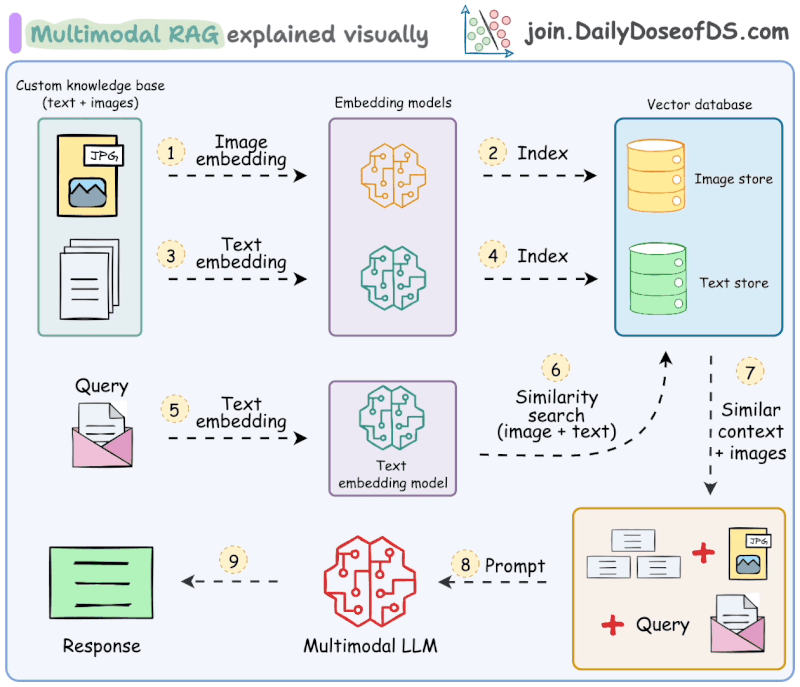 Multimodal RAG explained visually
join.DailyDoseofDS.com
Custom knowledge base
(text + images)
Embedding models
Vector database
JPG
1
Image
embedding
2
Index
Image store
3
Text
embedding
4
Index
Text store
Query
5
Text
embedding
Text
embedding model
6
Similarity
search
(image + text)
7
Similar
context
+ images
JPG
+
+ Query
8
Prompt
Multimodal LLM
9
Response